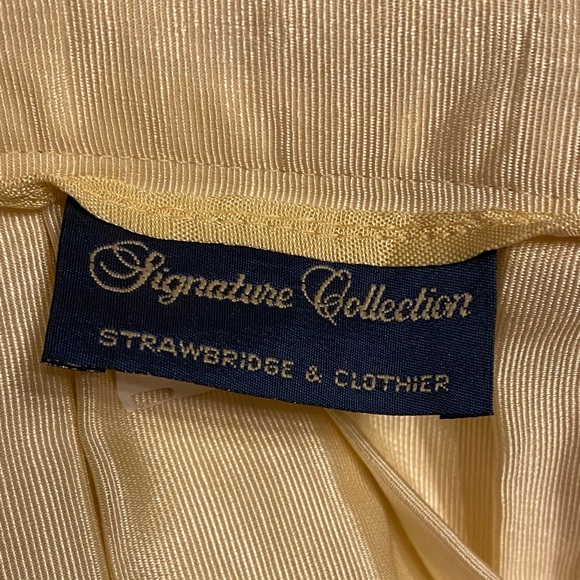 Signature Collection
STRAWBRIDGE & CLOTHIER